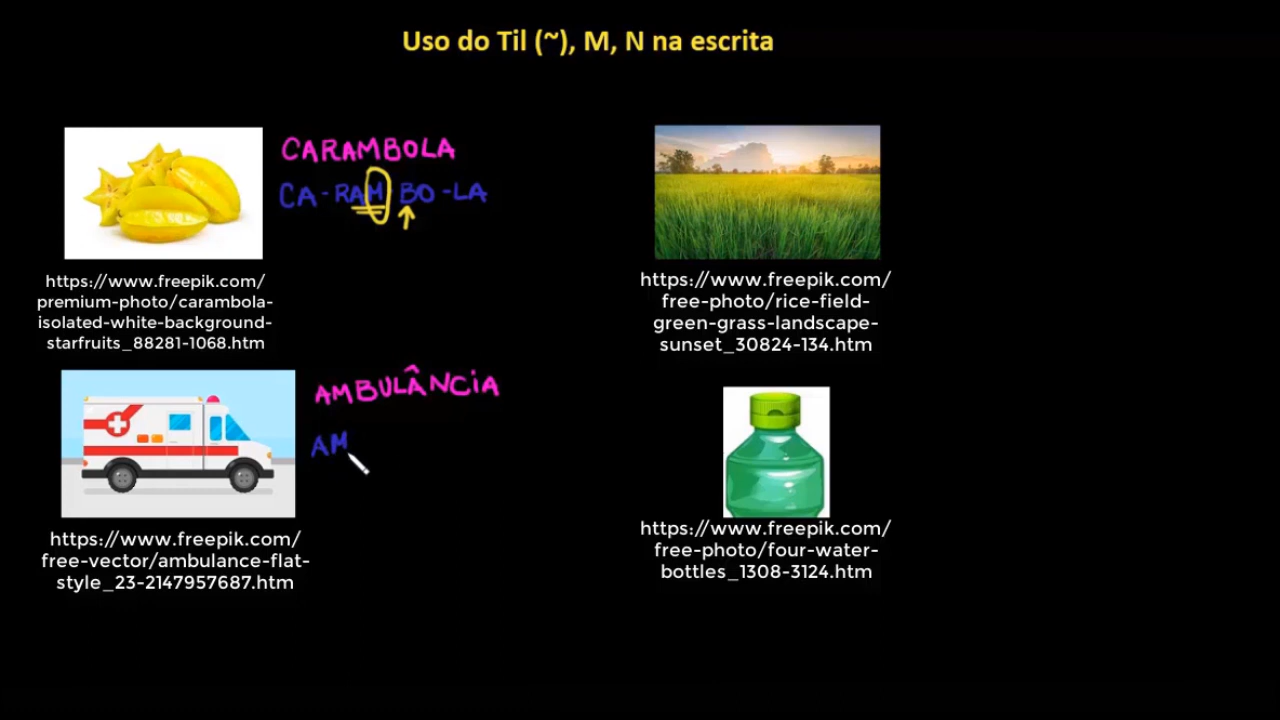 Uso do Til (~), M, N na escrita
CARAMBOLA
CA-RAM BO-LA
https://www.freepik.com/
premium-photo/carambola-
isolated-white-background-
starfruits_88281-1068.htm
https://www.freepik.com/
free-photo/rice-field-
green-grass-landscape-
sunset_30824-134.htm
AMBULÂNCiA
AM
https://www.freepik.com/
free-vector/ambulance-flat-
style_23-2147957687.htm
https://www.freepik.com/
free-photo/four-water-
bottles_1308-3124.htm